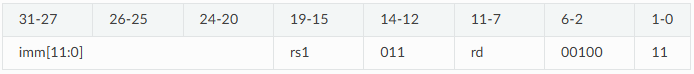 31-27 26-25 24-20 19-15 14-12 11-7 6-2 1-0
imm[11:0] rs1 011 rd 00100 11